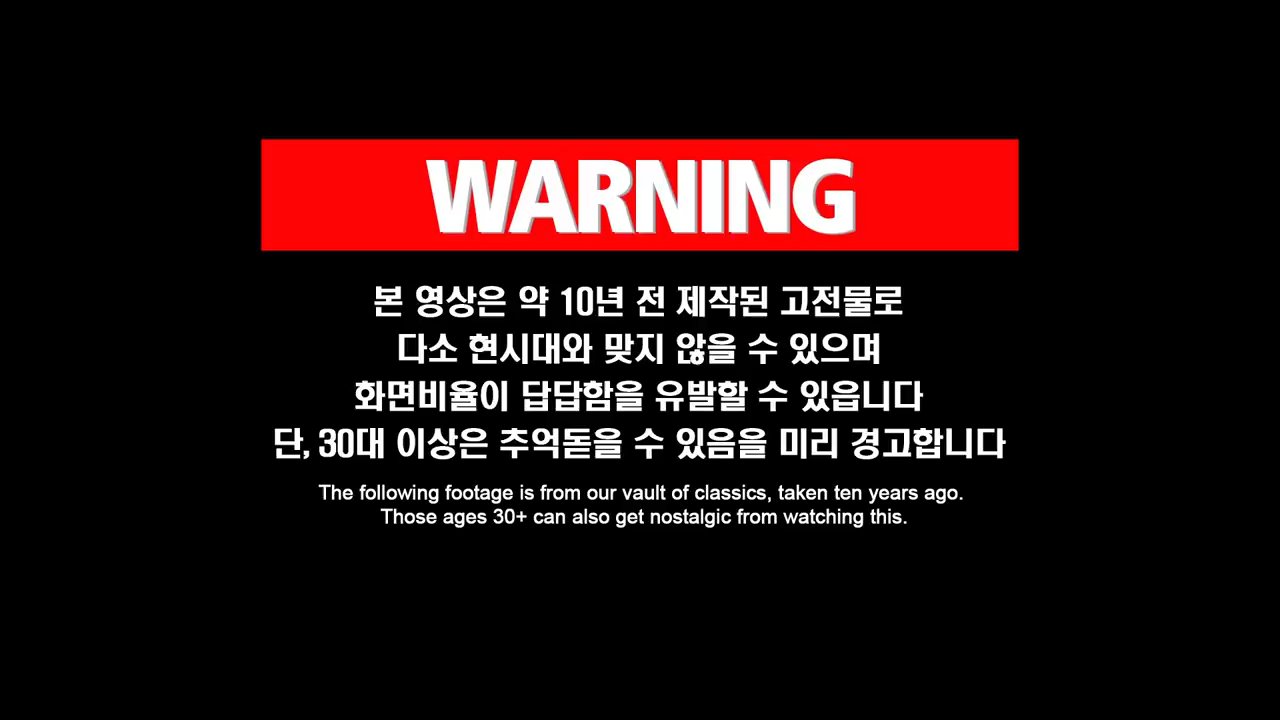 WARNING
본 영상은 약 10년 전 제작된 고전물로
다소 현시대와 맞지 않을 수 있으며
화면비율이 답답함을 유발할 수 있읍니다
단, 30대 이상은 추억돋을 수 있음을 미리 경고합니다
The following footage is from our vault of classics, taken ten years ago.
Those ages 30+ can also get nostalgic from watching this.